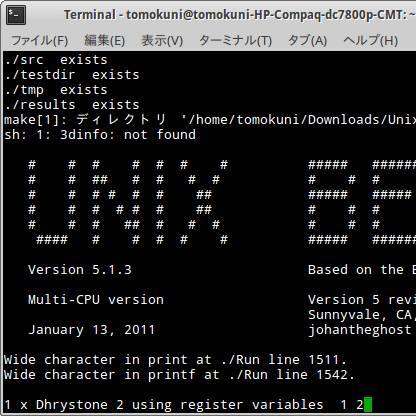 Terminal - tomokuni@tomokuni-HP-Compaq-dc7800p-CMT: ~
ファイル(F) 編集(E) 表示(V) ターミナル(T) タブ(A) ヘルプ(H)
./src  exists
./testdir  exists
./tmp  exists
./results  exists
make[1]: ディレクトリ '/home/tomokuni/Downloads/Unix
sh: 1: 3dinfo: not found
UNIX BE
Version 5.1.3 Based on the B
Multi-CPU version Version 5 revi
Sunnyvale, CA,
January 13, 2011 johantheghost
Wide character in print at ./Run line 1511.
Wide character in printf at ./Run line 1542.
1 x Dhrystone 2 using register variables  1 2